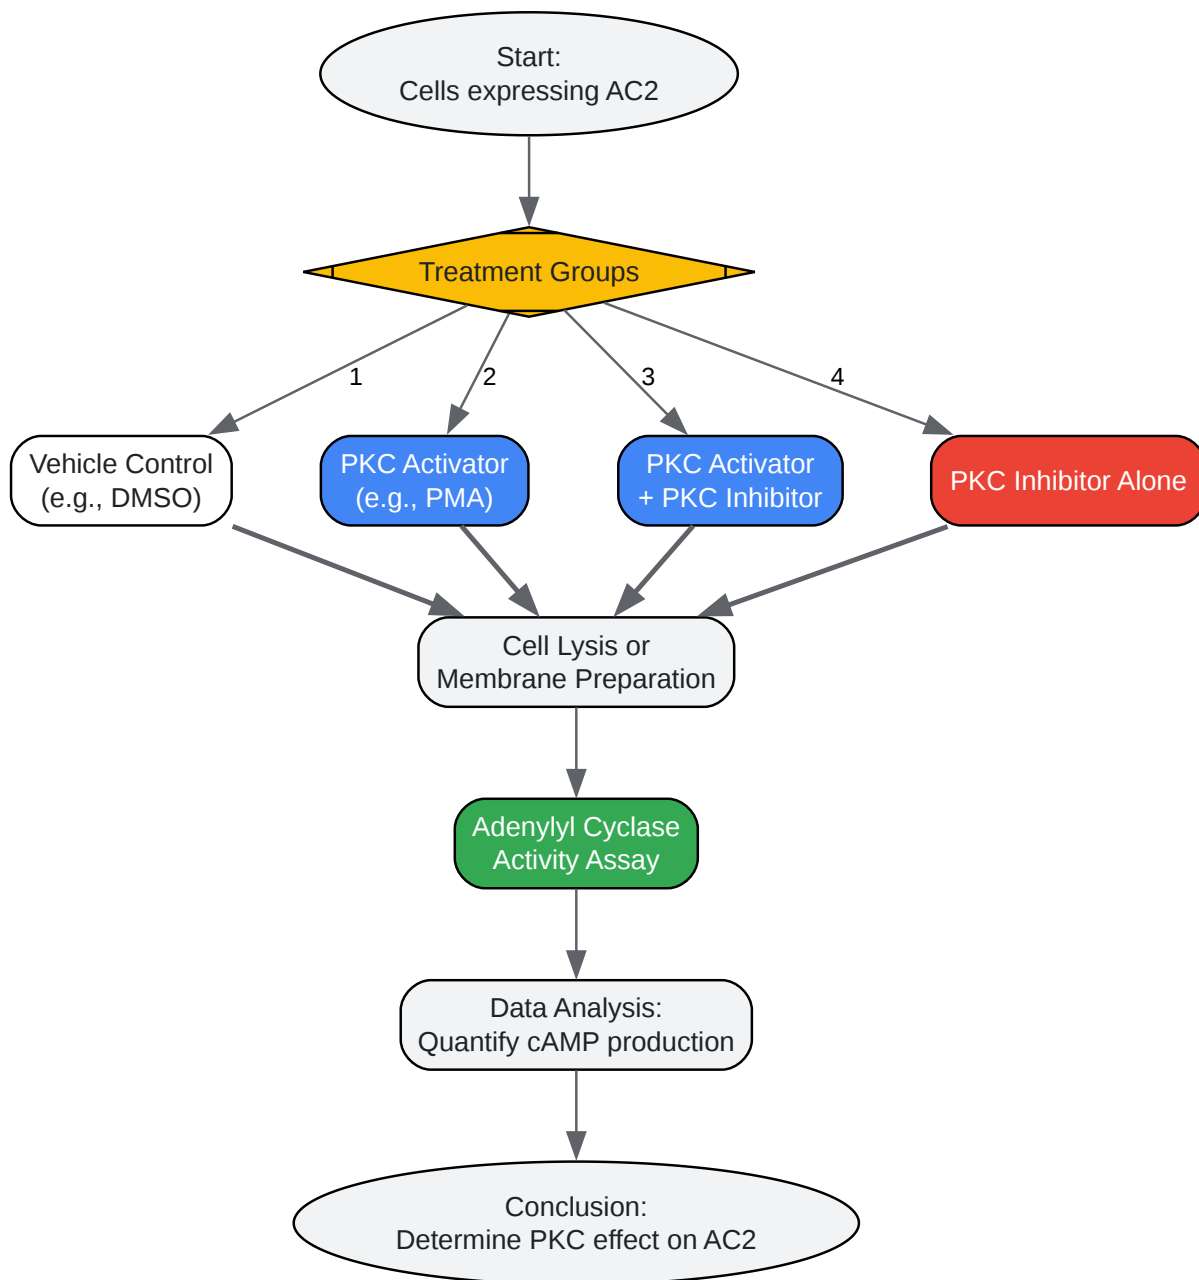 Start:
Cells expressing AC2
Treatment Groups
1
2
3
4
Vehicle Control
(e.g., DMSO)
PKC Activator
(e.g., PMA)
PKC Activator
+ PKC Inhibitor
PKC Inhibitor Alone
Cell Lysis or
Membrane Preparation
Adenylyl Cyclase
Activity Assay
Data Analysis:
Quantify cAMP production
Conclusion:
Determine PKC effect on AC2